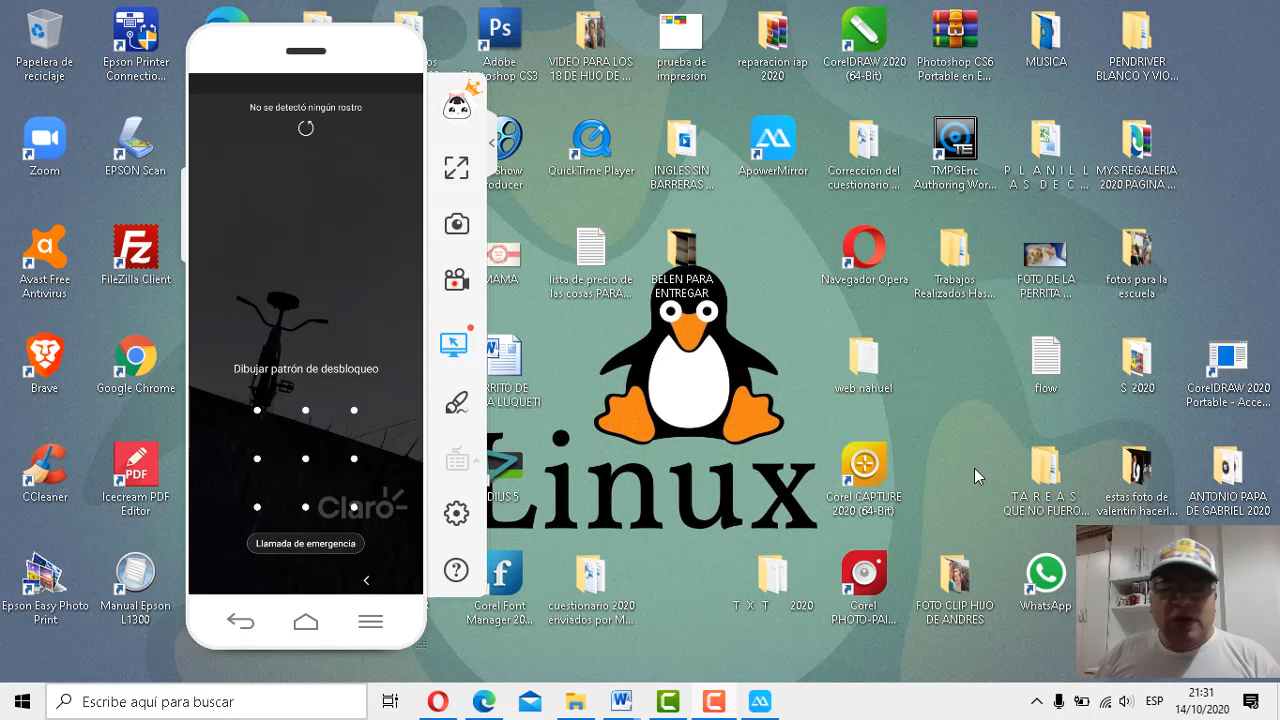 Papelera de
reciclaje
Epson Printer
Connectio...
Adobe
Photoshop CS3
VIDEO PARA LOS
18 DE HIJO DE ...
prueba de
impresion
reparacion iap
2020
CorelDRAW 2020
(64-Bit)
Photoshop CS6
Portable en E...
MUSICA
PENDRIVER
BLANCO Y VIO...
No se detectó ningún rostro
Zoom
EPSON Scan
Show
QuickTime Player
INGLES SIN
BARRERAS ...
ApowerMirror
Correccion del
cuestionario ...
TMPGEnc
Authoring Wor...
P L A N I L L
A S D E C ...
MYS REGALERIA
2020 PAGINA ...
Avast Free
Antivirus
FileZilla Client
MAMA
lista de precio de
las cosas PARA...
BELEN PARA
ENTREGAR
Navegador Opera
Trabajos
Realizados Has...
FOTO DE LA
PERRITA ...
fotos para la
escuela
Dibujar patrón de desbloqueo
Brave
Google Chrome
RRITO DE
A LUQUETI
web nahuel
flow
S 2020
CorelDRAW 2020
Portable - Acce...
Linux
CCleaner
PDF
Icecream PDF
Editor
Claro
DIUS 5
Corel CAPTURE
2020 (64-Bit)
T A R E A S
QUE NO FUERO...
estas foto de
valentin hacerl...
ANTONIO PAPA
DE GABRIEL 2020
Llamada de emergencia
Epson Easy Photo
Print
Manual Epson
L1300
Corel Font
Manager 20...
cuestionario 2020
enviados por M...
T X T 2020
Corel
PHOTO-PAI...
FOTO CLIP HIJO
DE ANDRES
WhatsApp
Escribe aquí para buscar
ESP
21:31
14/10/2020